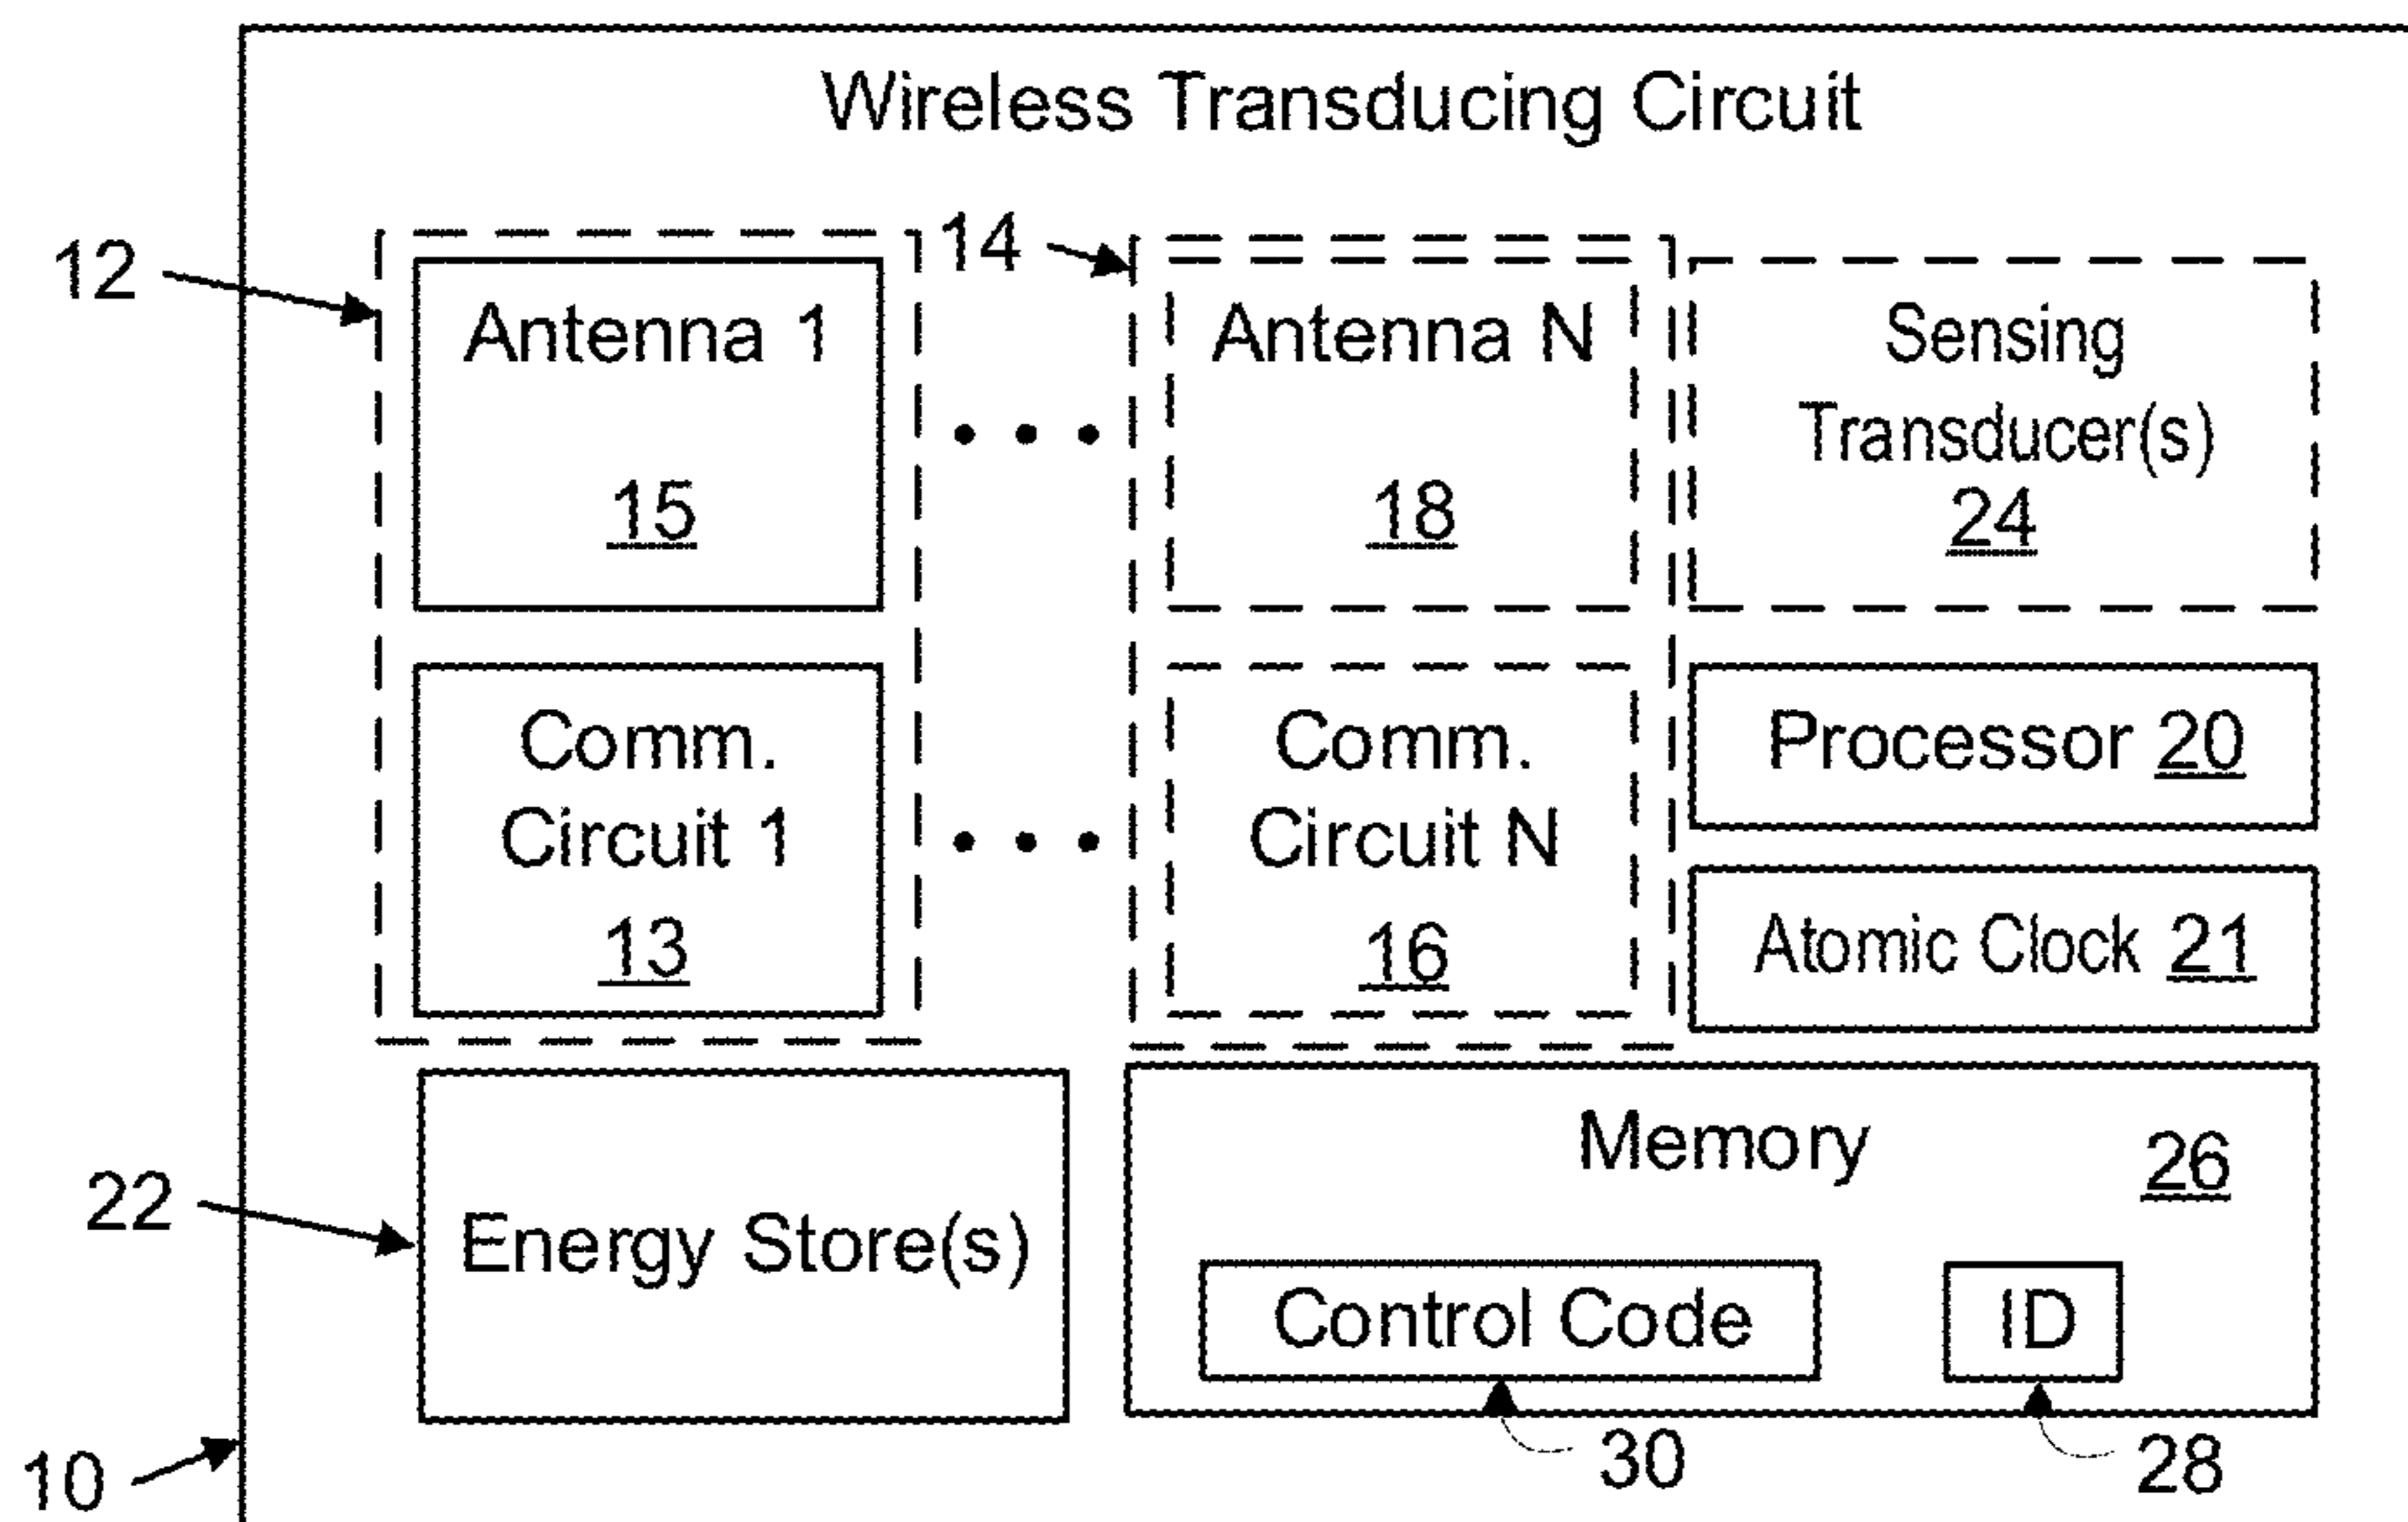 Wireless Transducing Circuit
12
14
Antenna 1
15
Antenna N
18
Sensing
Transducer(s)
24
Comm.
Circuit 1
13
Comm.
Circuit N
16
Processor 20
Atomic Clock 21
22
Energy Store(s)
Memory
26
Control Code
ID
10
30
28